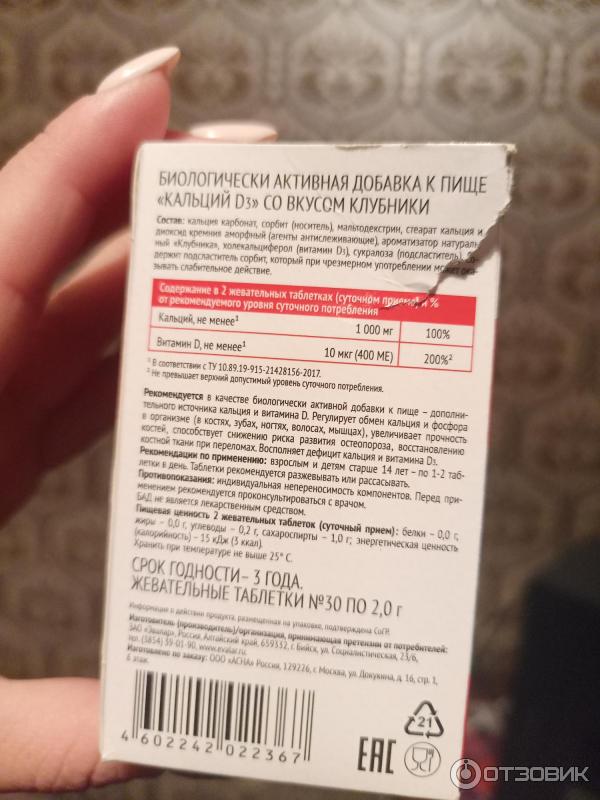 БИОЛОГИЧЕСКИ АКТИВНАЯ ДОБАВКА К ПИЩЕ
«КАЛЬЦИЙ D3» СО ВКУСОМ КЛУБНИКИ
Состав: кальция карбонат, сорбит (носитель), мальтодекстрин, стеарат кальция и
диоксид кремния аморфный (агенты антислеживающие), ароматизатор натураль-
ный «Клубника», холекальциферол (витамин D3), сукралоза (подсластитель). Со-
держит подсластитель сорбит, который при чрезмерном употреблении может ока-
зывать слабительное действие.
Содержание в 2 жевательных таблетках (суточном приеме) и %
от рекомендуемого уровня суточного потребления
Кальций, не менее¹ 1 000 мг 100%
Витамин D, не менее¹ 10 мкг (400 МЕ) 200%²
¹ В соответствии с ТУ 10.89.19-915-21428156-2017.
² Не превышает верхний допустимый уровень суточного потребления.
Рекомендуется в качестве биологически активной добавки к пище – дополни-
тельного источника кальция и витамина D. Регулирует обмен кальция и фосфора
в организме (в костях, зубах, ногтях, волосах, мышцах), увеличивает прочность
костей, способствует снижению риска развития остеопороза, восстановлению
костной ткани при переломах. Восполняет дефицит кальция и витамина D3.
Рекомендации по применению: взрослым и детям старше 14 лет – по 1-2 таб-
летки в день. Таблетки рекомендуется разжевывать или рассасывать.
Противопоказания: индивидуальная непереносимость компонентов. Перед при-
менением рекомендуется проконсультироваться с врачом.
БАД не является лекарственным средством.
Пищевая ценность 2 жевательных таблеток (суточный прием): белки – 0,0 г,
жиры – 0,0 г, углеводы – 0,2 г, сахароспирты – 1,0 г; энергетическая ценность
(калорийность) – 15 кДж (3 ккал).
Хранить при температуре не выше 25° С.
СРОК ГОДНОСТИ– 3 ГОДА.
ЖЕВАТЕЛЬНЫЕ ТАБЛЕТКИ №30 ПО 2,0 г
Информация о действии продукта, размещенная на упаковке, подтверждена СоГР.
Изготовитель (производитель)/организация, принимающая претензии от потребителей:
ЗАО «Эвалар», Россия, Алтайский край, 659332, г. Бийск, ул. Социалистическая, 23/6,
тел. (3854) 39-01-90, www.evalar.ru.
Изготовлено по заказу: ООО «АСНА» Россия, 129226, г. Москва, ул. Докукина, д. 16, стр. 1,
6 этаж.
4 602242 022367
21
EAC
ОТЗОВИК